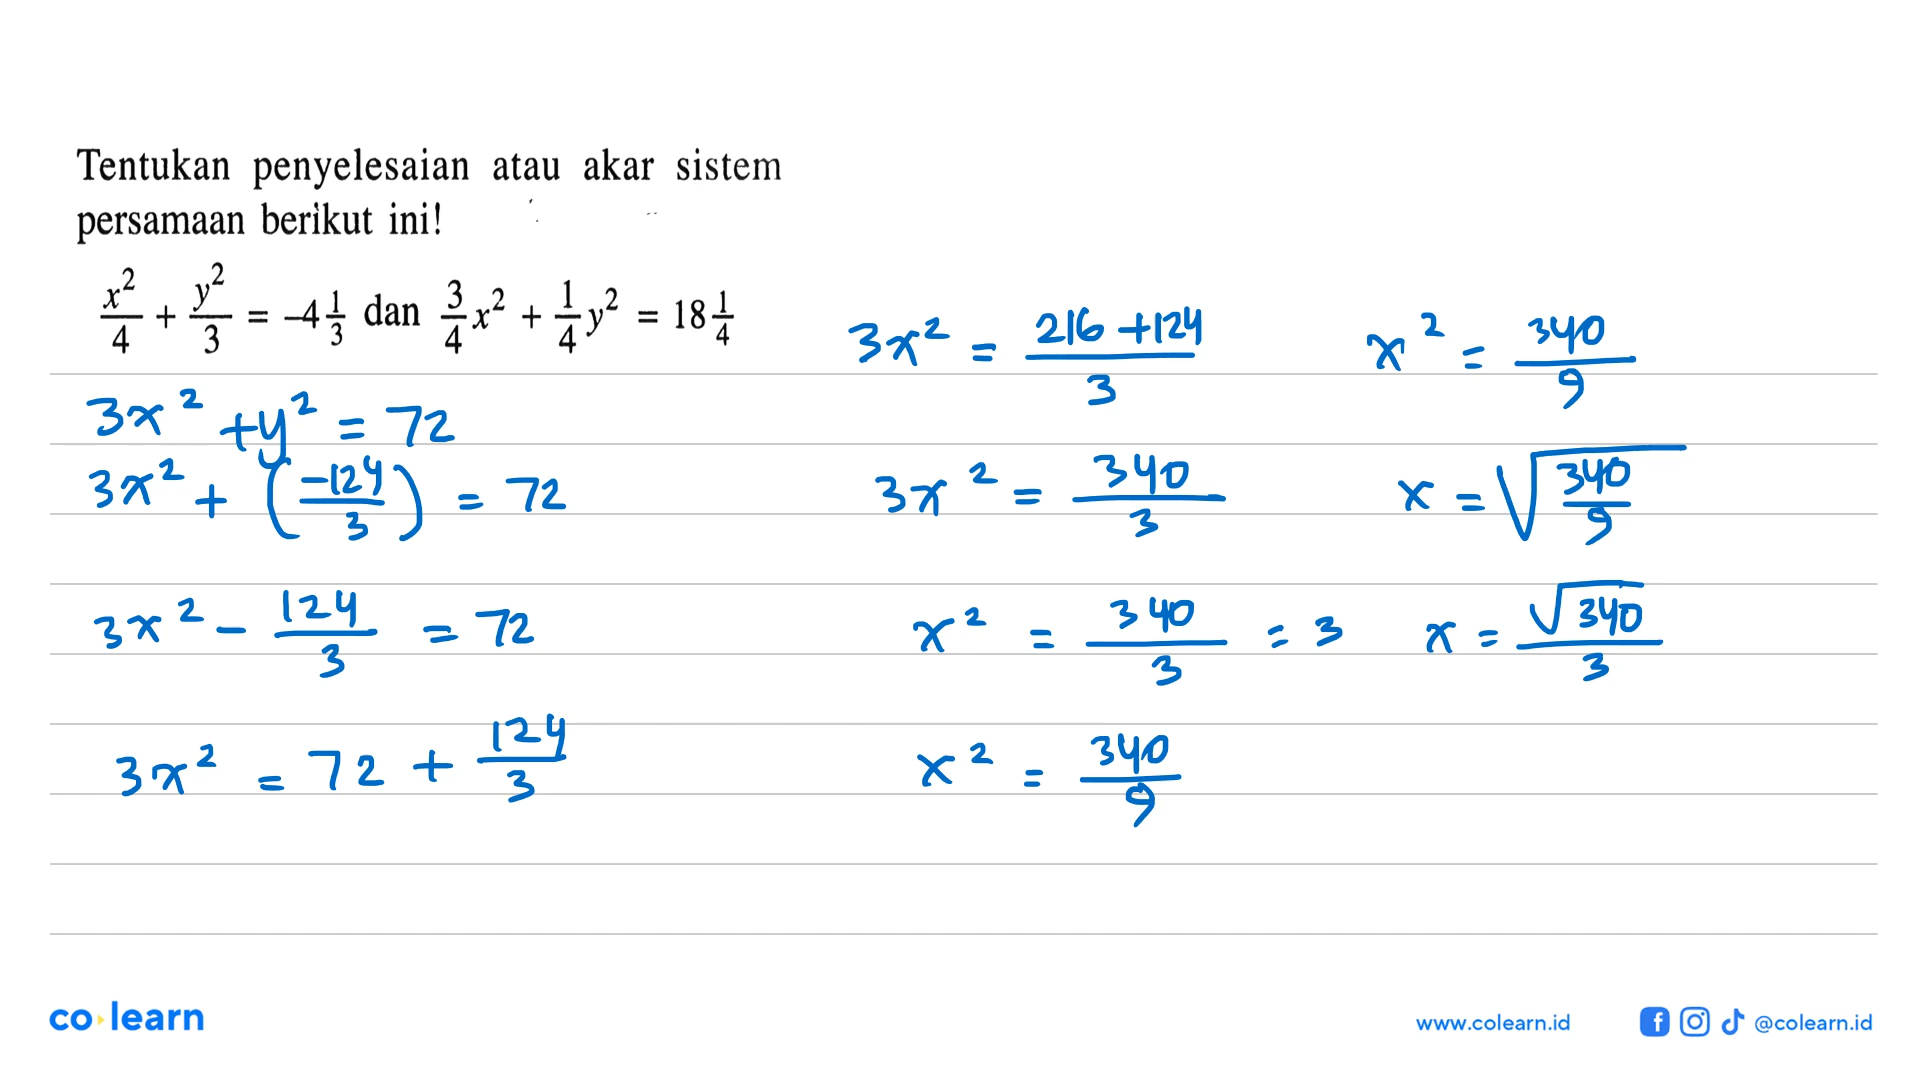 Tentukan penyelesaian atau akar sistem
persamaan berikut ini!
x²/4 + y²/3 = -4 1/3 dan 3/4 x² + 1/4 y² = 18 1/4
3x² + y² = 72
3x² + (-124/3) = 72
3x² - 124/3 = 72
3x² = 72 + 124/3
3x² = (216 + 124)/3
3x² = 340/3
x² = 340/3 = 3
x² = 340/9
x² = 340/9
x = √(340/9)
x = √340/3
co learn
www.colearn.id
@colearn.id